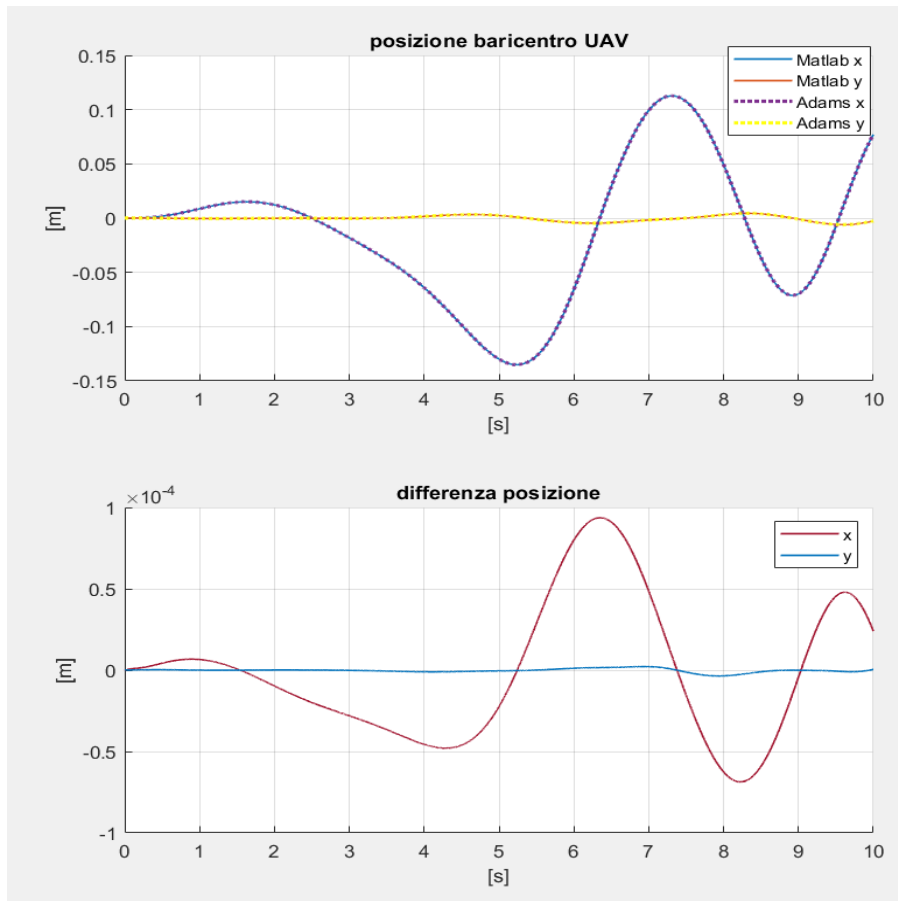 posizione baricentro UAV
0.15
0.1
0.05
0
-0.05
-0.1
-0.15
[m]
Matlab x
Matlab y
Adams x
Adams y
0 1 2 3 4 5 6 7 8 9 10
[s]
×10-4
differenza posizione
1
0.5
0
-0.5
-1
[m]
x
y
0 1 2 3 4 5 6 7 8 9 10
[s]